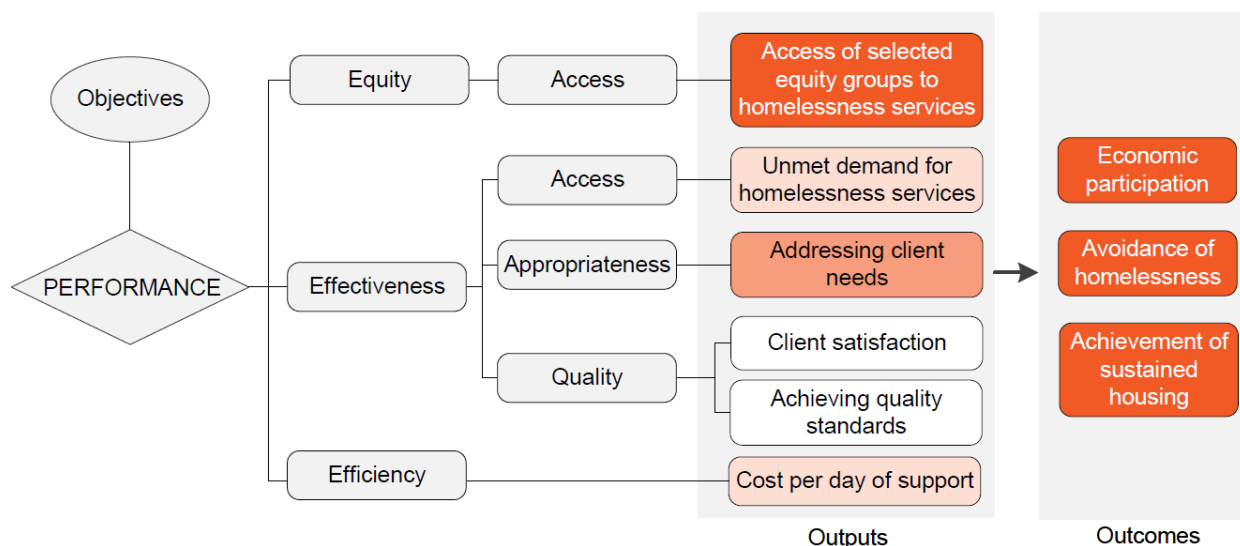 Objectives
PERFORMANCE
Equity
Access
Access of selected
equity groups to
homelessness services
Effectiveness
Access
Unmet demand for
homelessness services
Appropriateness
Addressing client
needs
Quality
Client satisfaction
Achieving quality
standards
Efficiency
Cost per day of support
Outputs
Economic
participation
Avoidance of
homelessness
Achievement of
sustained
housing
Outcomes